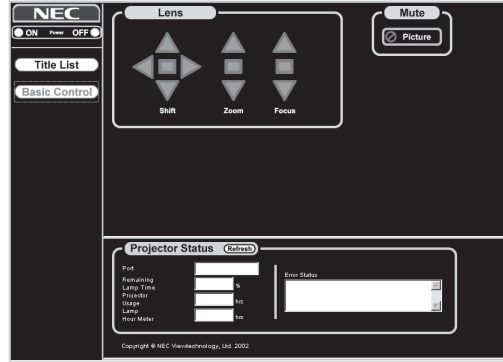 NEC
ON Power OFF
Title List
Basic Control
Lens
Shift Zoom Focus
Mute
Picture
Projector Status Refresh
Port
Remaining
Lamp Time %
Projector
Usage hrs
Lamp
Hour Meter hrs
Error Status
Copyright © NEC Viewtechnology, Ltd. 2002